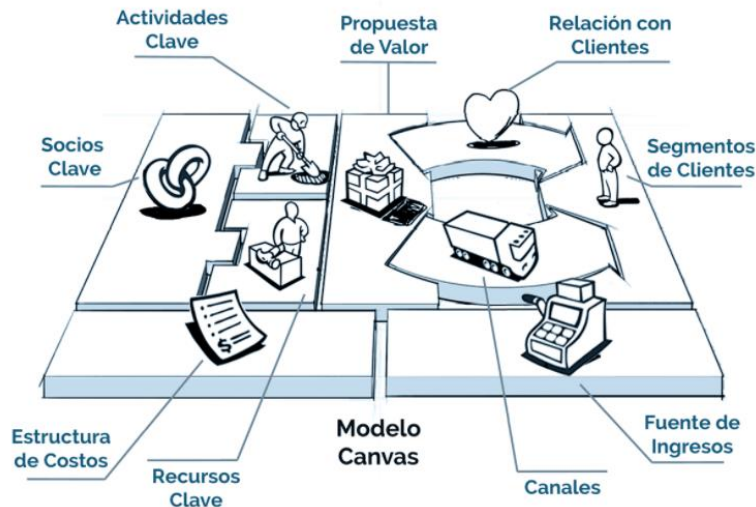 Actividades
Clave
Propuesta
de Valor
Relación con
Clientes
Socios
Clave
Segmentos
de Clientes
$
Estructura
de Costos
Recursos
Clave
Modelo
Canvas
Canales
Fuente de
Ingresos